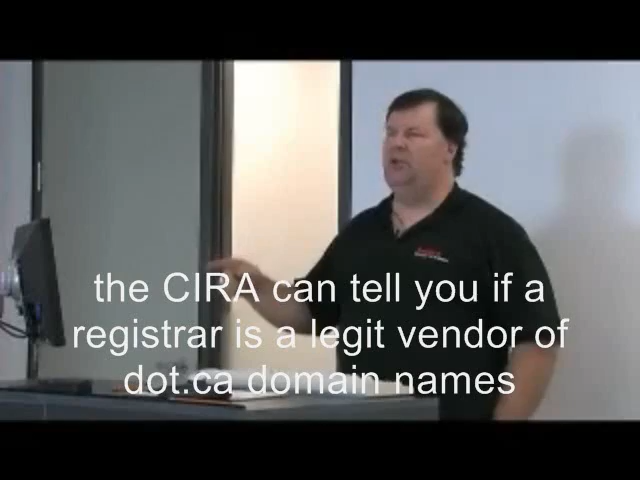 the CIRA can tell you if a
registrar is a legit vendor of
dot.ca domain names